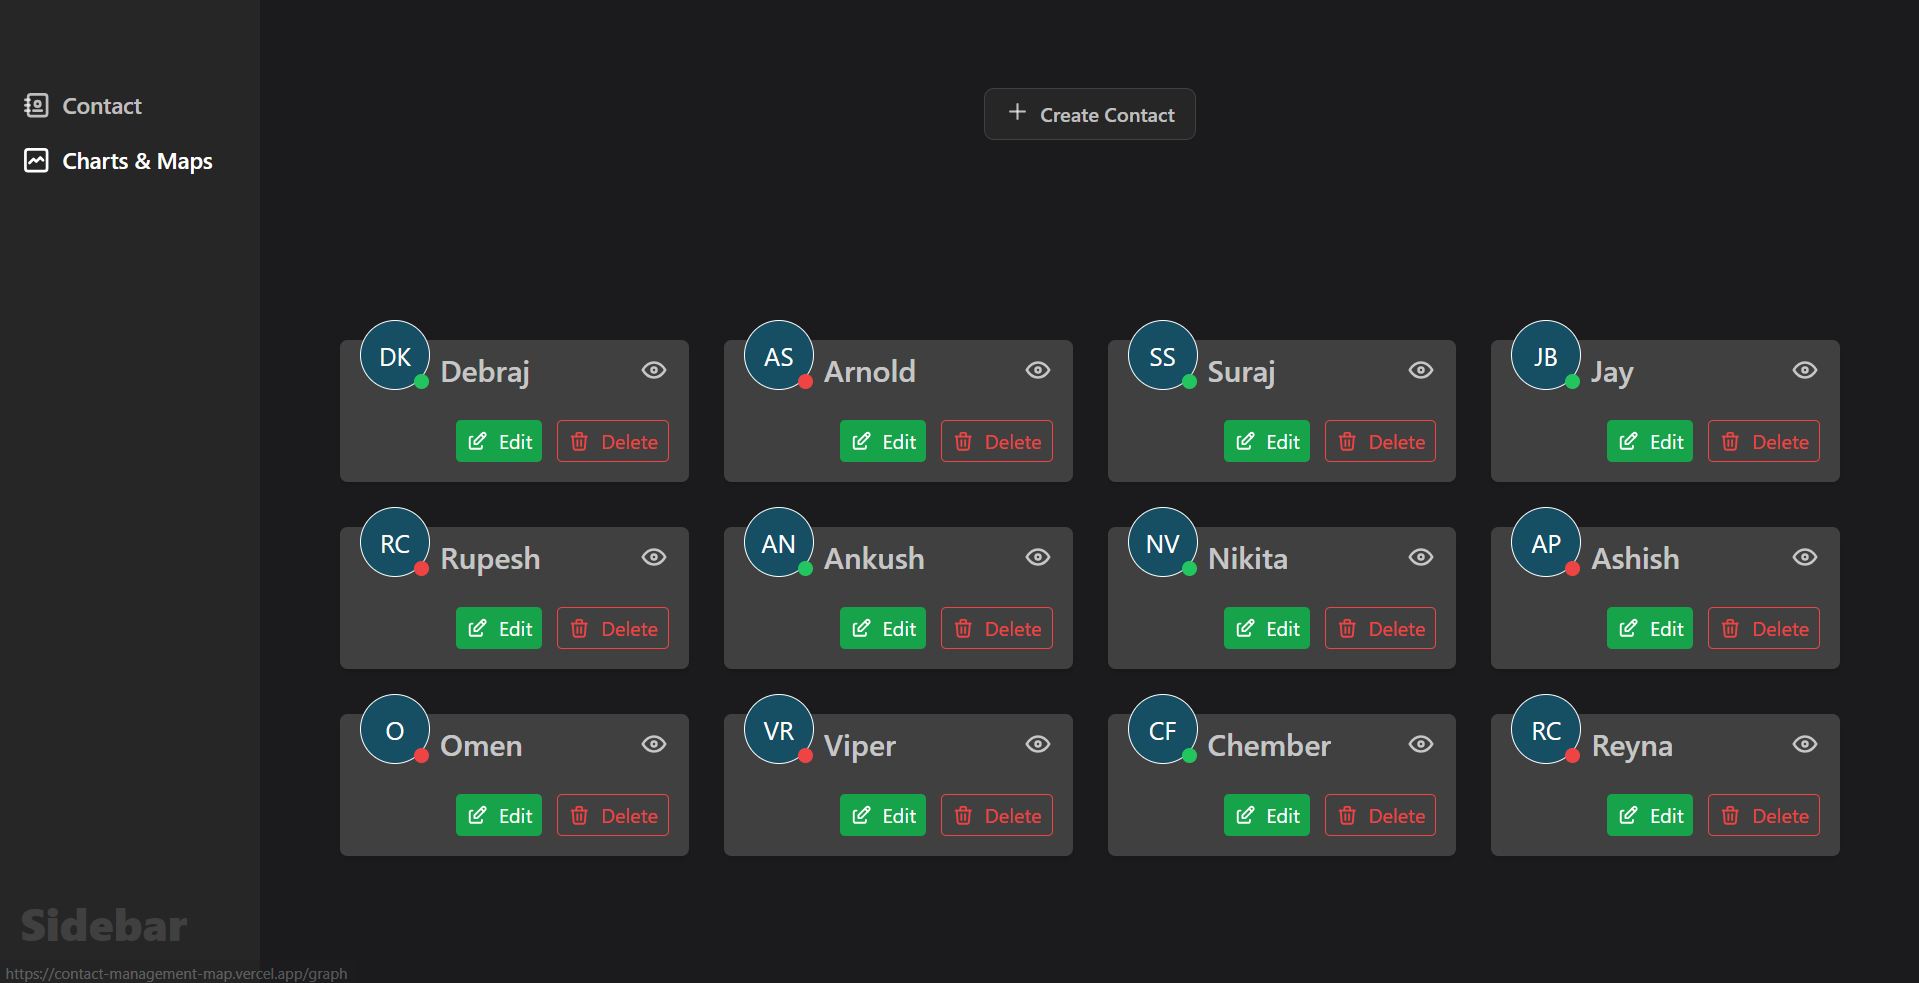 Contact
Charts & Maps
Create Contact
DK Debraj
Edit Delete
AS Arnold
Edit Delete
SS Suraj
Edit Delete
JB Jay
Edit Delete
RC Rupesh
Edit Delete
AN Ankush
Edit Delete
NV Nikita
Edit Delete
AP Ashish
Edit Delete
O Omen
Edit Delete
VR Viper
Edit Delete
CF Chember
Edit Delete
RC Reyna
Edit Delete
Sidebar
https://contact-management-map.vercel.app/graph